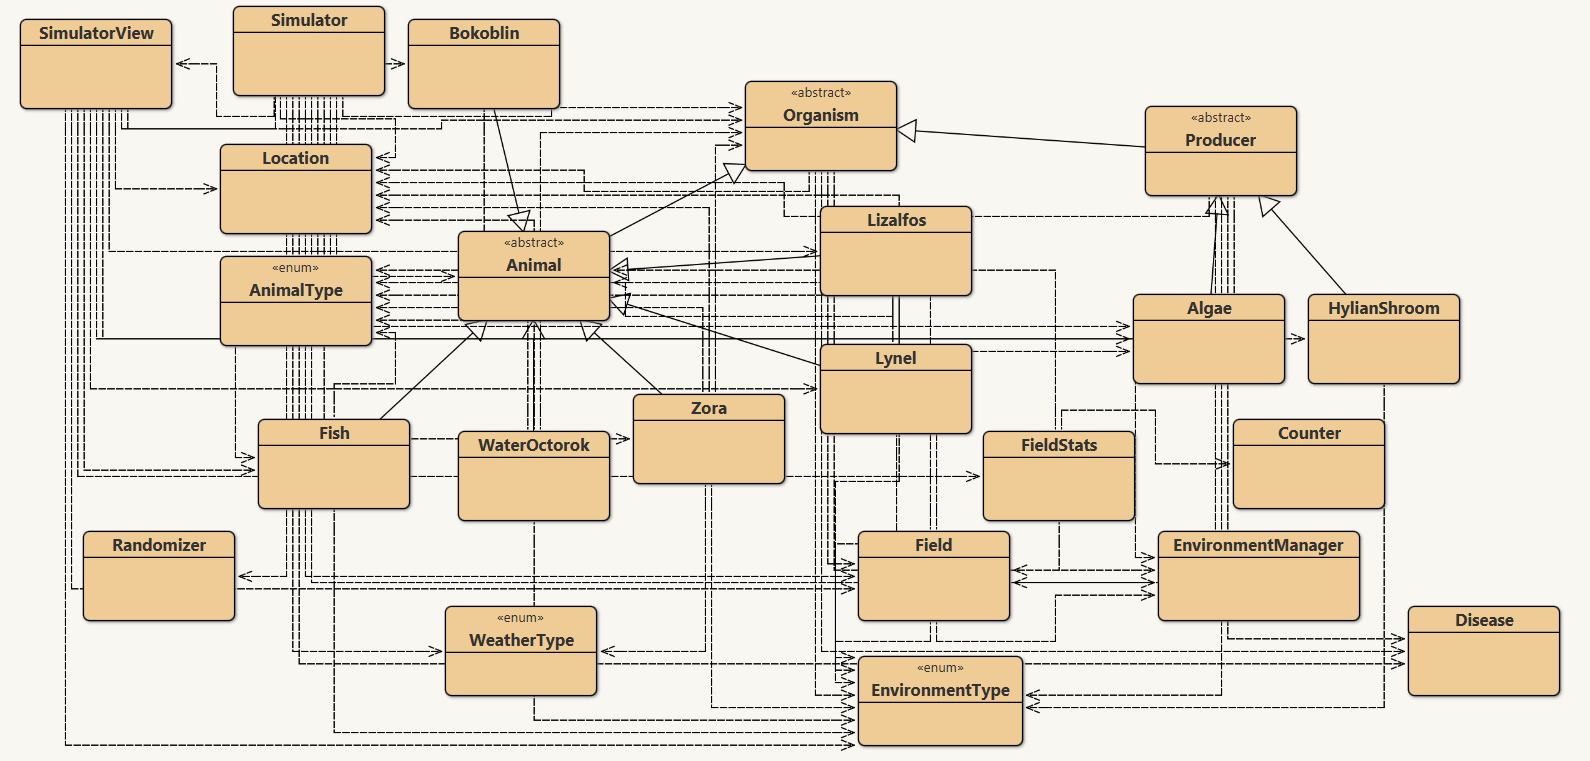 SimulatorView
Simulator
Bokoblin
«abstract»
Organism
«abstract»
Producer
Location
Lizalfos
«abstract»
Animal
«enum»
AnimalType
Algae
HylianShroom
Lynel
Zora
Fish
WaterOctorok
FieldStats
Counter
Randomizer
Field
EnvironmentManager
«enum»
WeatherType
Disease
«enum»
EnvironmentType